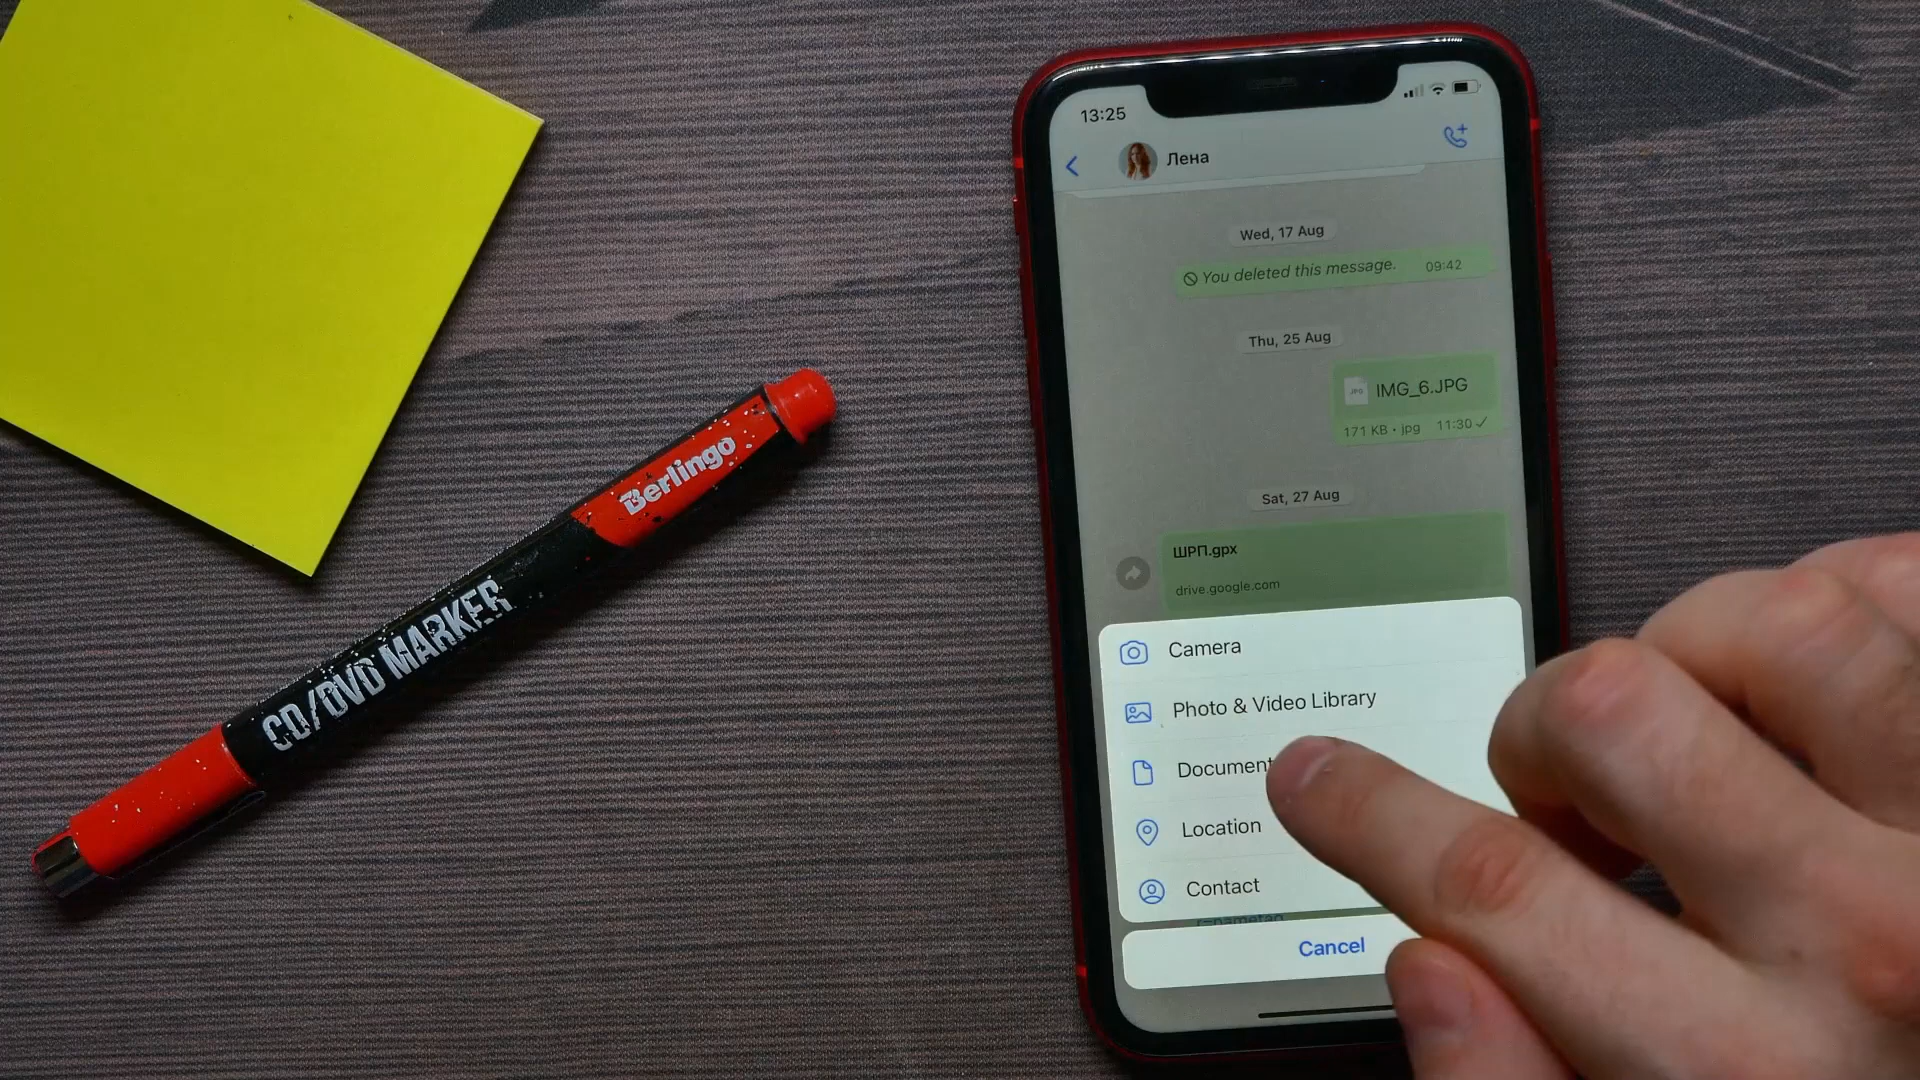 13:25
Лена
Wed, 17 Aug
You deleted this message. 09:42
Thu, 25 Aug
JPG
IMG_6.JPG
171 KB • jpg 11:30
Sat, 27 Aug
ШРП.gpx
drive.google.com
Camera
Photo & Video Library
Document
Location
Contact
Cancel
Berlingo
CD/DVD MARKER